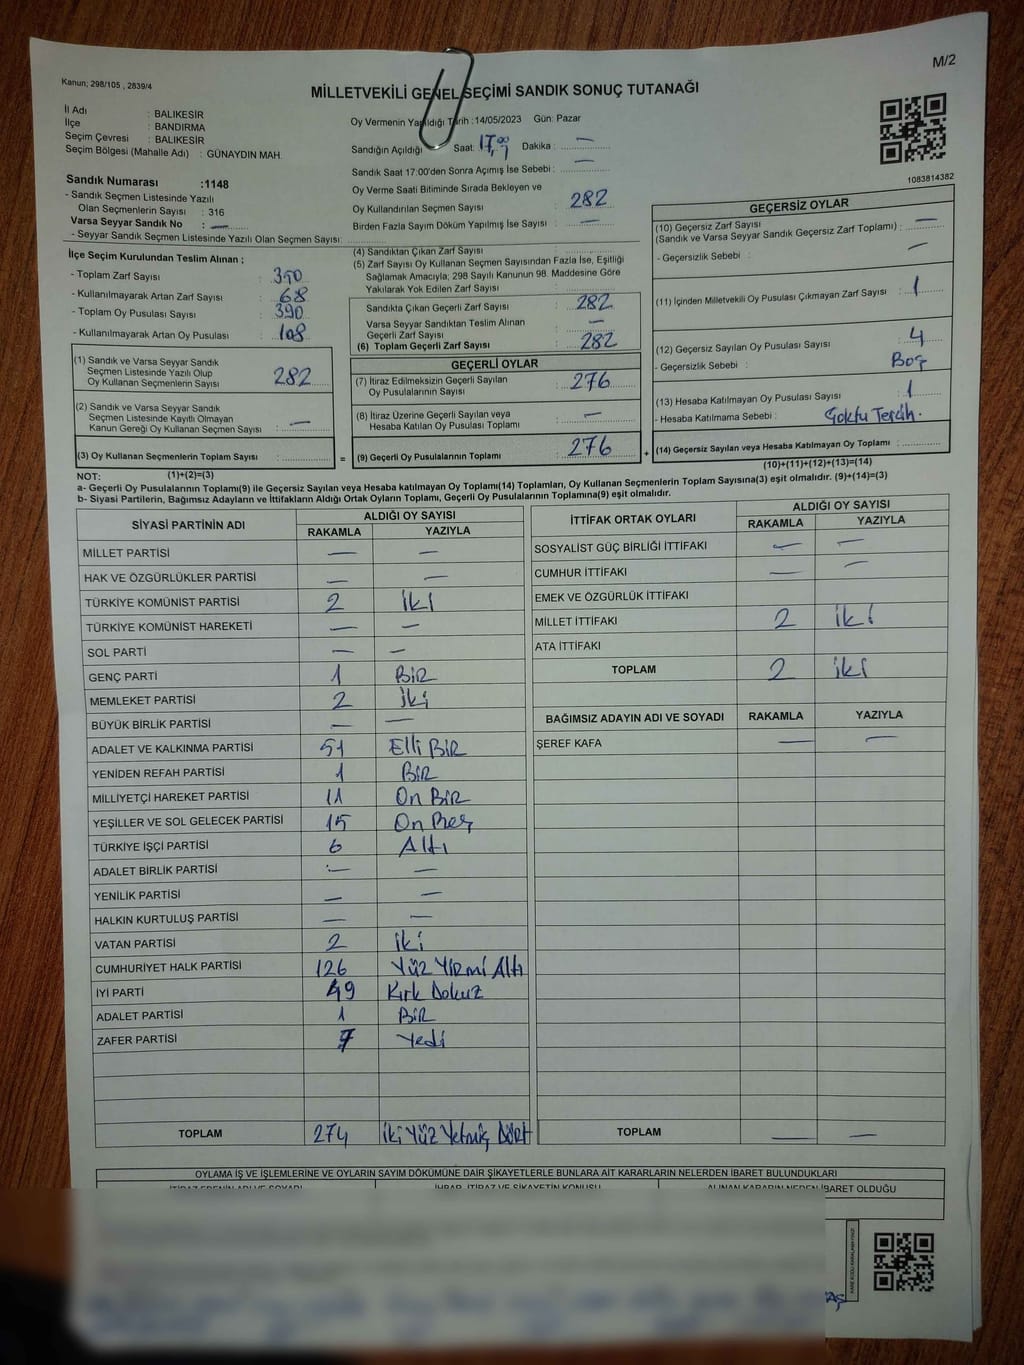 M/2
Kanun; 298/105 , 2839/4
MİLLETVEKİLİ GENEL SEÇİMİ SANDIK SONUÇ TUTANAĞI
İl Adı : BALIKESİR
İlçe : BANDIRMA
Seçim Çevresi : BALIKESİR
Seçim Bölgesi (Mahalle Adı) : GÜNAYDIN MAH.
Sandık Numarası :1148
- Sandık Seçmen Listesinde Yazılı
Olan Seçmenlerin Sayısı : 316
Varsa Seyyar Sandık No : —
- Seyyar Sandık Seçmen Listesinde Yazılı Olan Seçmen Sayısı:
Oy Vermenin Yapıldığı Tarih :14/05/2023 Gün: Pazar
Sandığın Açıldığı Saat: 17,00 Dakika : —
Sandık Saat 17:00'den Sonra Açımış İse Sebebi : —
Oy Verme Saati Bitiminde Sırada Bekleyen ve
Oy Kullandırılan Seçmen Sayısı : 282
Birden Fazla Sayım Döküm Yapılmış İse Sayısı : —
1083814382
İlçe Seçim Kurulundan Teslim Alınan ;
- Toplam Zarf Sayısı : 350
- Kullanılmayarak Artan Zarf Sayısı : 68
- Toplam Oy Pusulası Sayısı : 390
- Kullanılmayarak Artan Oy Pusulası : 108
(1) Sandık ve Varsa Seyyar Sandık
Seçmen Listesinde Yazılı Olup
Oy Kullanan Seçmenlerin Sayısı : 282
(2) Sandık ve Varsa Seyyar Sandık
Seçmen Listesinde Kayıtlı Olmayan
Kanun Gereği Oy Kullanan Seçmen Sayısı : —
(3) Oy Kullanan Seçmenlerin Toplam Sayısı :
(1)+(2)=(3)
(4) Sandıktan Çıkan Zarf Sayısı :
(5) Zarf Sayısı Oy Kullanan Seçmen Sayısından Fazla İse, Eşitliği
Sağlamak Amacıyla; 298 Sayılı Kanunun 98. Maddesine Göre
Yakılarak Yok Edilen Zarf Sayısı :
Sandıkta Çıkan Geçerli Zarf Sayısı : 282
Varsa Seyyar Sandıktan Teslim Alınan
Geçerli Zarf Sayısı : —
(6) Toplam Geçerli Zarf Sayısı : 282
GEÇERLİ OYLAR
(7) İtiraz Edilmeksizin Geçerli Sayılan
Oy Pusulalarının Sayısı : 276
(8) İtiraz Üzerine Geçerli Sayılan veya
Hesaba Katılan Oy Pusulası Toplamı : —
= (9) Geçerli Oy Pusulalarının Toplamı : 276
GEÇERSİZ OYLAR
(10) Geçersiz Zarf Sayısı
(Sandık ve Varsa Seyyar Sandık Geçersiz Zarf Toplamı) : —
- Geçersizlik Sebebi : —
(11) İçinden Milletvekili Oy Pusulası Çıkmayan Zarf Sayısı : 1
(12) Geçersiz Sayılan Oy Pusulası Sayısı : 4
- Geçersizlik Sebebi : Boş
(13) Hesaba Katılmayan Oy Pusulası Sayısı : 1
- Hesaba Katılmama Sebebi : Çoklu Tercih.
+ (14) Geçersiz Sayılan veya Hesaba Katılmayan Oy Toplamı :
(10)+(11)+(12)+(13)=(14)
NOT:
a- Geçerli Oy Pusulalarının Toplamı(9) ile Geçersiz Sayılan veya Hesaba katılmayan Oy Toplamı(14) Toplamları, Oy Kullanan Seçmenlerin Toplam Sayısına(3) eşit olmalıdır. (9)+(14)=(3)
b- Siyasi Partilerin, Bağımsız Adayların ve İttifakların Aldığı Ortak Oyların Toplamı, Geçerli Oy Pusulalarının Toplamına(9) eşit olmalıdır.
SİYASİ PARTİNİN ADI ALDIĞI OY SAYISI
RAKAMLA YAZIYLA
MİLLET PARTİSİ — —
HAK VE ÖZGÜRLÜKLER PARTİSİ — —
TÜRKİYE KOMÜNİST PARTİSİ 2 iki
TÜRKİYE KOMÜNİST HAREKETİ — —
SOL PARTİ — —
GENÇ PARTİ 1 BİR
MEMLEKET PARTİSİ 2 iki
BÜYÜK BİRLİK PARTİSİ — —
ADALET VE KALKINMA PARTİSİ 51 Elli BİR
YENİDEN REFAH PARTİSİ 1 BİR
MİLLİYETÇİ HAREKET PARTİSİ 11 On BİR
YEŞİLLER VE SOL GELECEK PARTİSİ 15 On Beş
TÜRKİYE İŞÇİ PARTİSİ 6 Altı
ADALET BİRLİK PARTİSİ — —
YENİLİK PARTİSİ — —
HALKIN KURTULUŞ PARTİSİ — —
VATAN PARTİSİ 2 iki
CUMHURİYET HALK PARTİSİ 126 Yüz Yirmi Altı
İYİ PARTİ 49 Kırk Dokuz
ADALET PARTİSİ 1 BİR
ZAFER PARTİSİ 7 Yedi
TOPLAM 274 iki Yüz Yetmiş Dört
İTTİFAK ORTAK OYLARI ALDIĞI OY SAYISI
RAKAMLA YAZIYLA
SOSYALİST GÜÇ BİRLİĞİ İTTİFAKI — —
CUMHUR İTTİFAKI — —
EMEK VE ÖZGÜRLÜK İTTİFAKI
MİLLET İTTİFAKI 2 iki
ATA İTTİFAKI
TOPLAM 2 iki
BAĞIMSIZ ADAYIN ADI VE SOYADI RAKAMLA YAZIYLA
ŞEREF KAFA — —
TOPLAM — —
OYLAMA İŞ VE İŞLEMLERİNE VE OYLARIN SAYIM DÖKÜMÜNE DAİR ŞİKAYETLERLE BUNLARA AİT KARARLARIN NELERDEN İBARET BULUNDUKLARI
İTİRAZ EDENİN ADI VE SOYADI İHBAR, İTİRAZ VE ŞİKAYETİN KONUSU ALINAN KARARIN NEDEN İBARET OLDUĞU